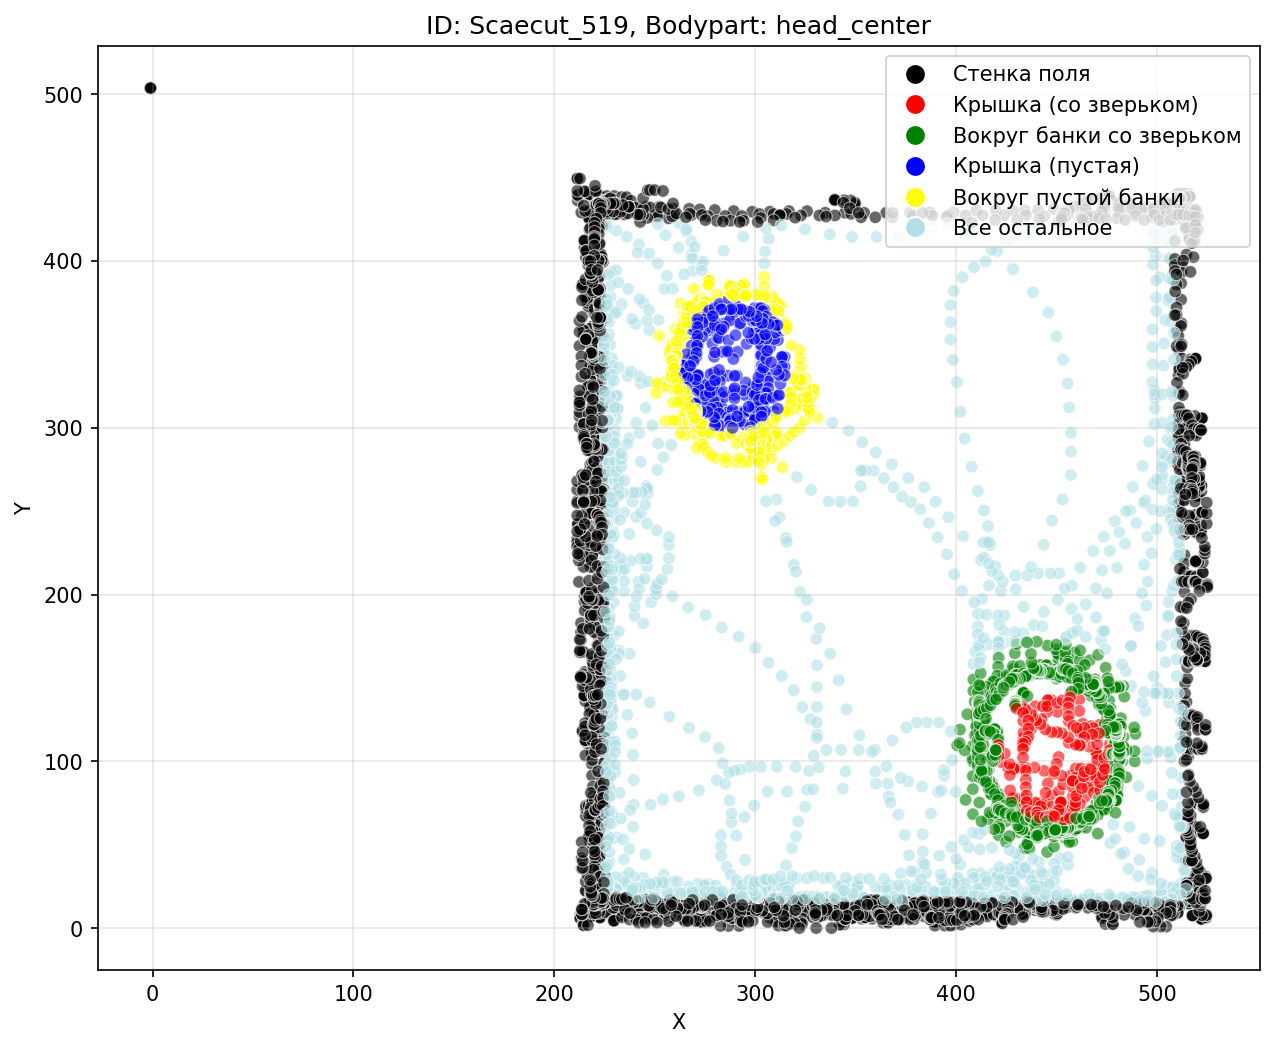 ID: Scaecut_519, Bodypart: head_center
Стенка поля
Крышка (со зверьком)
Вокруг банки со зверьком
Крышка (пустая)
Вокруг пустой банки
Все остальное
500
400
300
200
100
0
Y
0 100 200 300 400 500
X